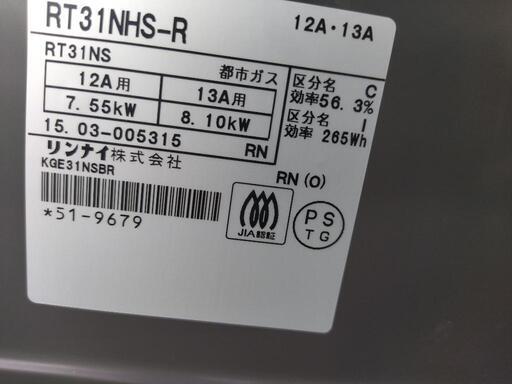 RT31NHS-R 12A・13A
RT31NS 都市ガス
12A用 13A用
7.55kW 8.10kW
区分名 C
効率56.3%
区分名 I
効率 265Wh
15.03-005315 RN
リンナイ株式会社
KGE31NSBR
RN(O)
*51-9679
JIA認証
PS
TG